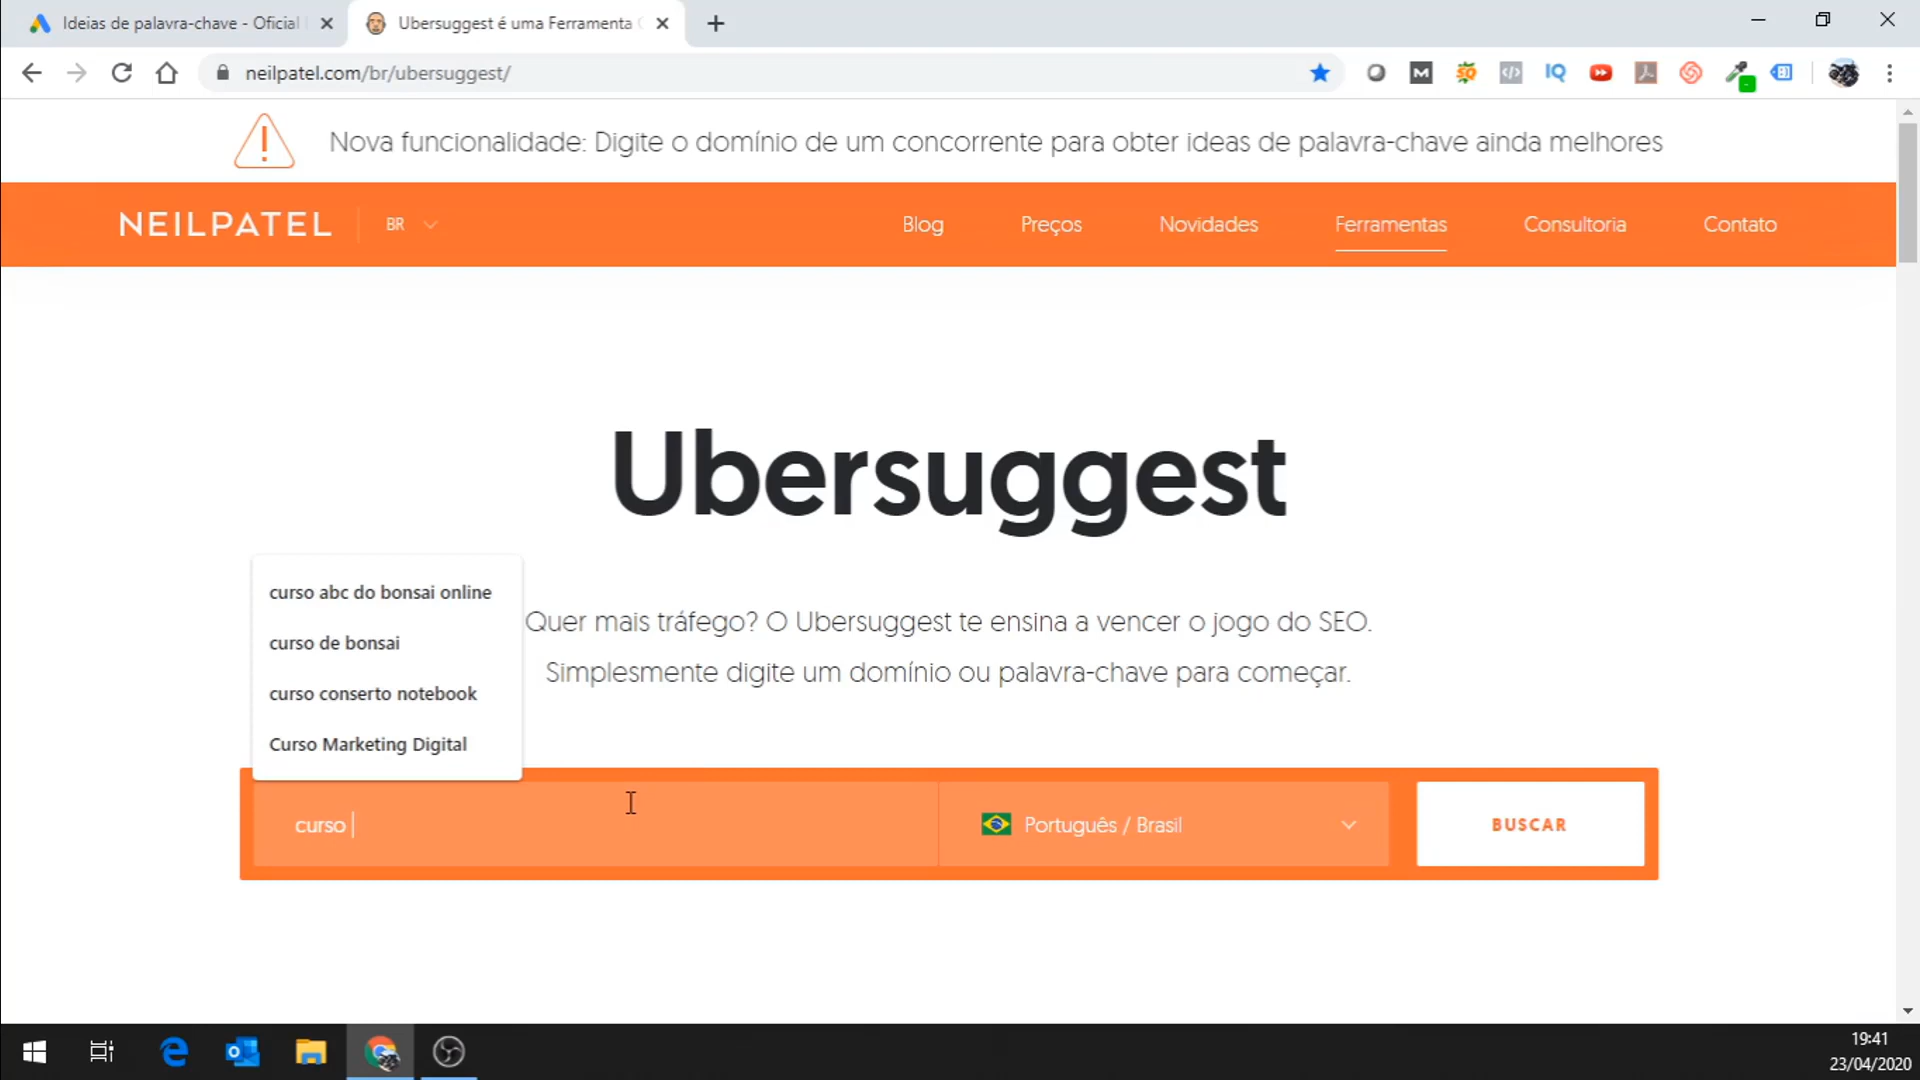 Ideias de palavra-chave - Oficial
Ubersuggest é uma Ferramenta
neilpatel.com/br/ubersuggest/
Nova funcionalidade: Digite o domínio de um concorrente para obter ideas de palavra-chave ainda melhores
NEILPATEL
BR
Blog
Preços
Novidades
Ferramentas
Consultoria
Contato
Ubersuggest
curso abc do bonsai online
curso de bonsai
curso conserto notebook
Curso Marketing Digital
Quer mais tráfego? O Ubersuggest te ensina a vencer o jogo do SEO.
Simplesmente digite um domínio ou palavra-chave para começar.
curso
Português / Brasil
BUSCAR
19:41
23/04/2020